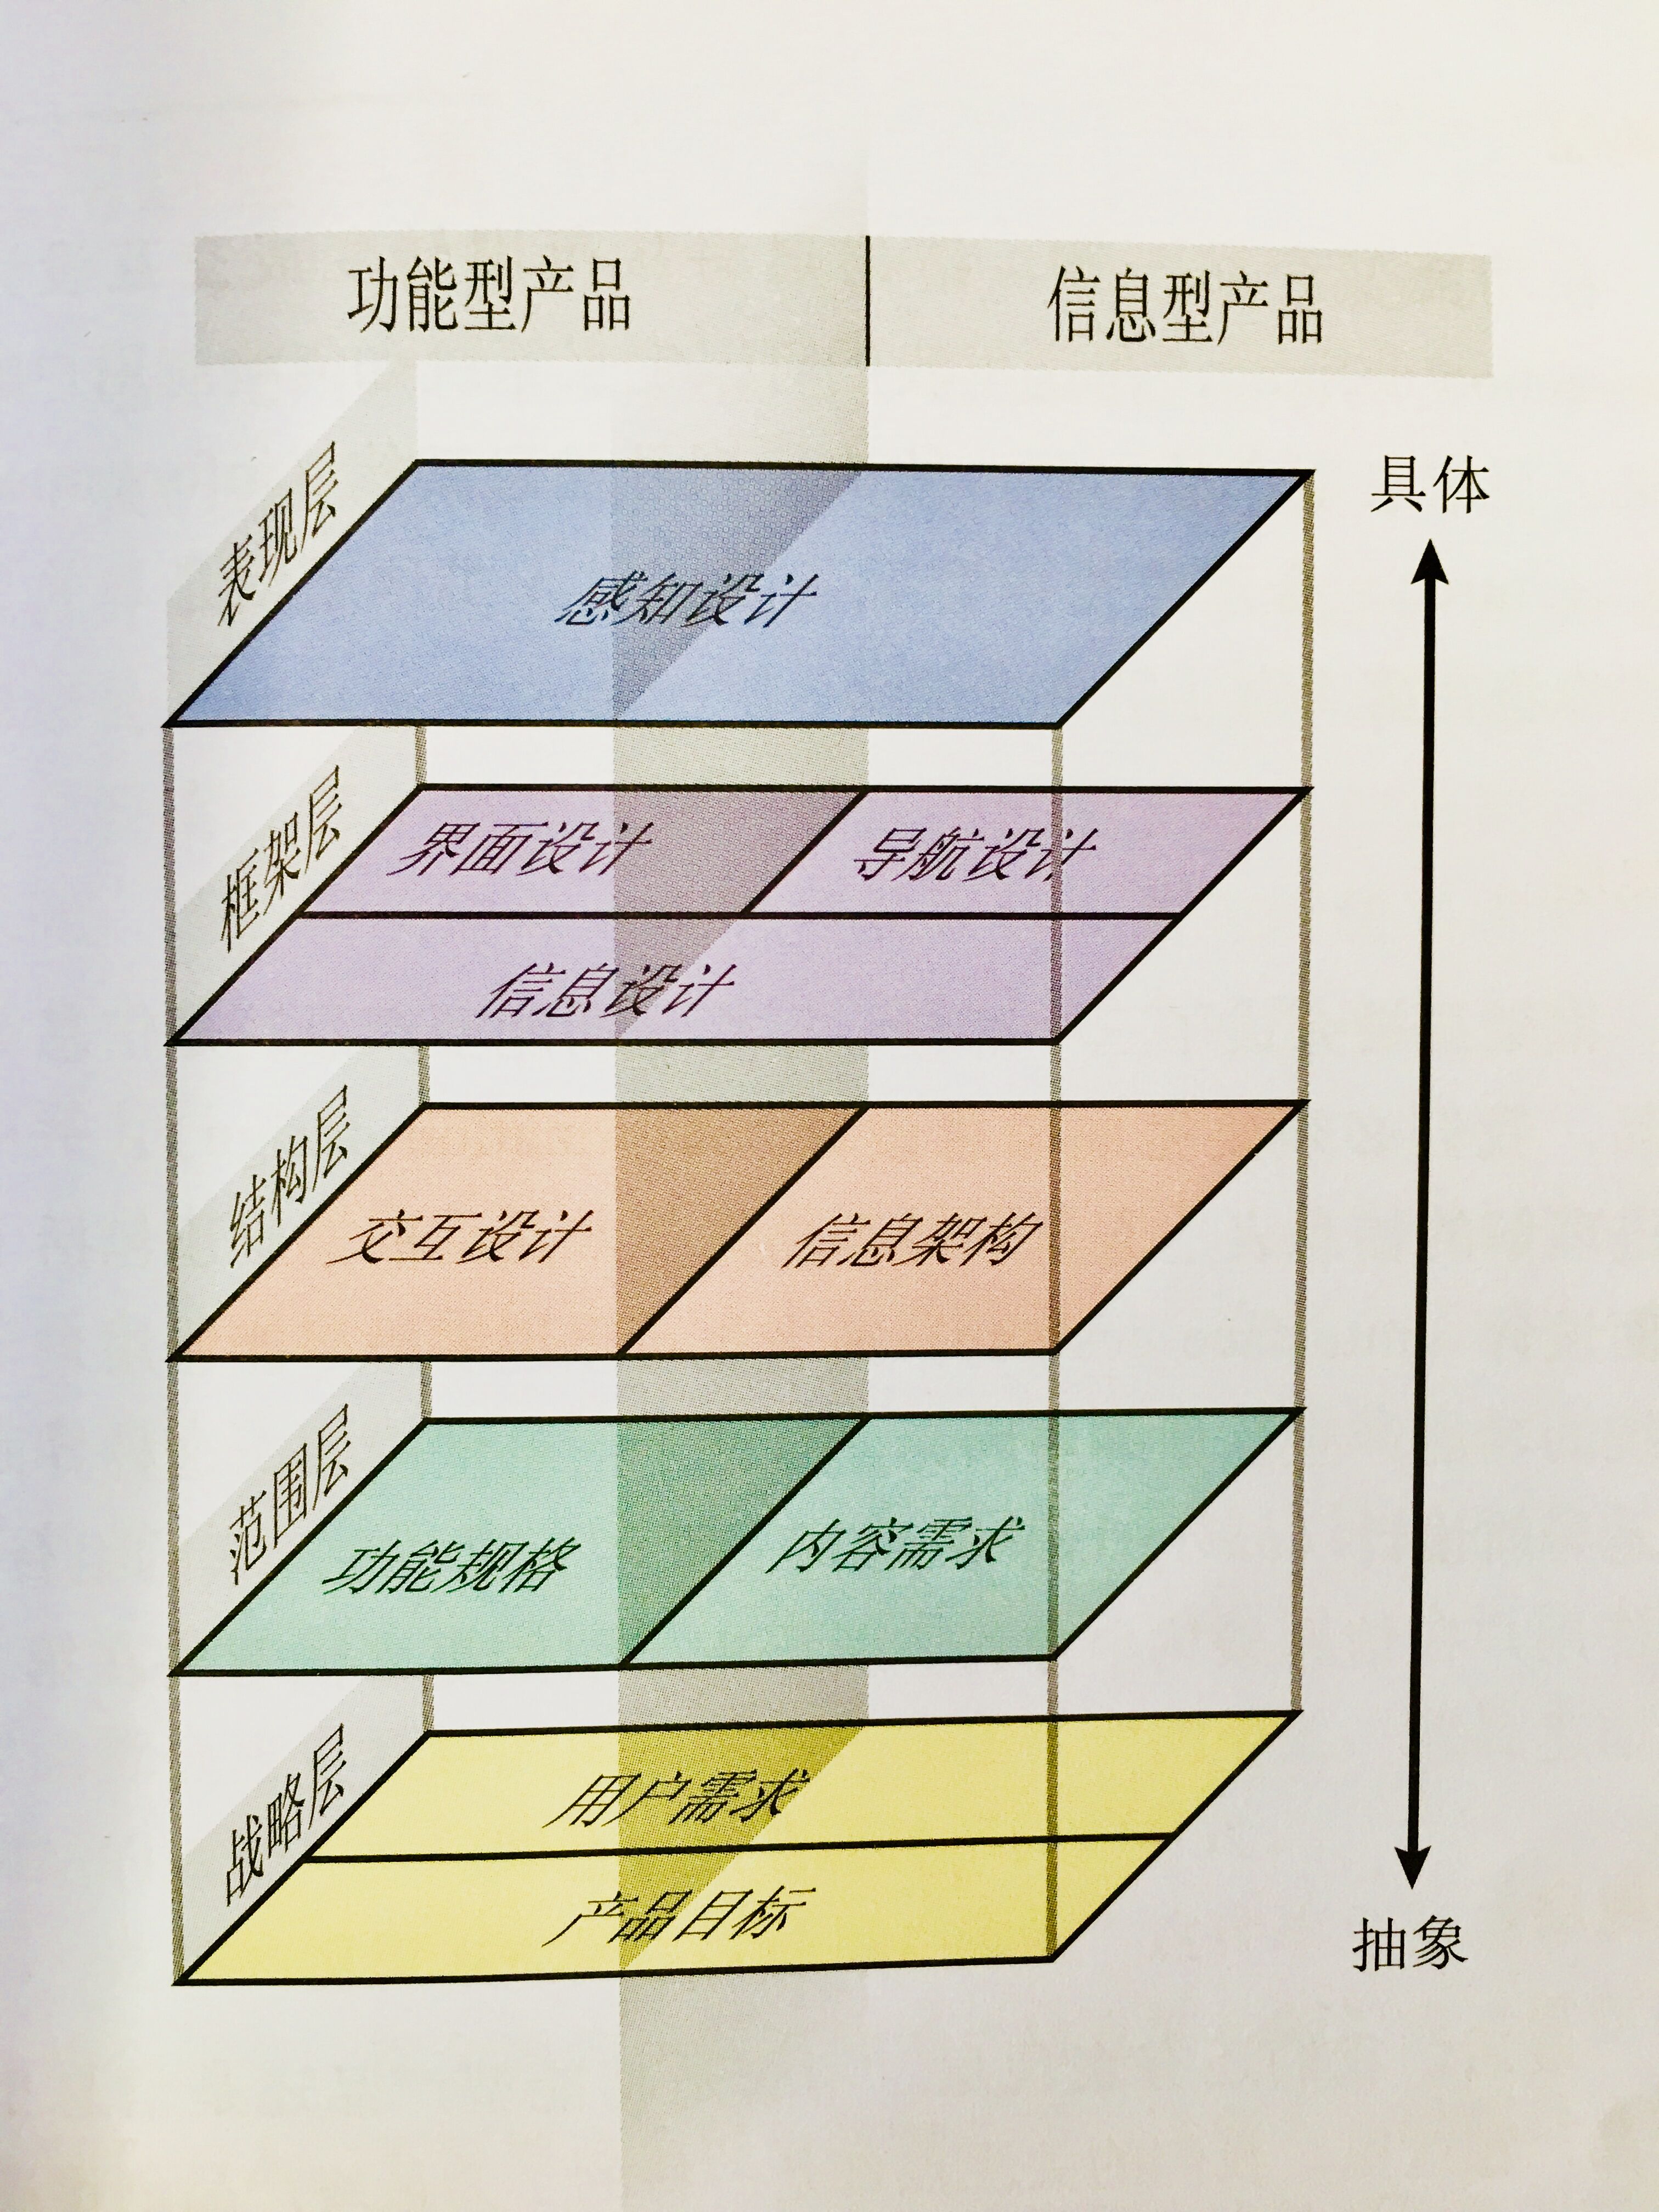 功能型产品
信息型产品
具体
表现层
感知设计
框架层
界面设计
导航设计
信息设计
结构层
交互设计
信息架构
范围层
功能规格
内容需求
战略层
用户需求
产品目标
抽象